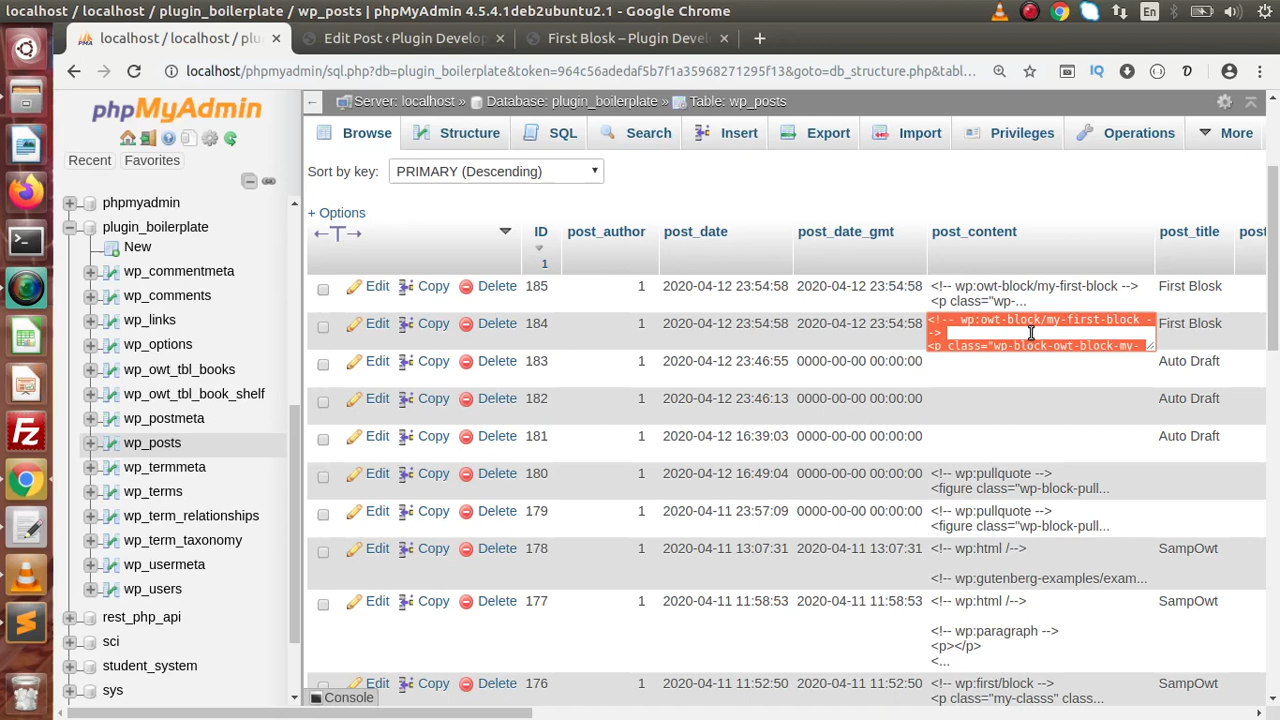 localhost / localhost / plugin_boilerplate / wp_posts | phpMyAdmin 4.5.4.1deb2ubuntu2.1 - Google Chrome
En
localhost / localhost / plu
Edit Post ‹ Plugin Develop
First Blosk – Plugin Devel
localhost/phpmyadmin/sql.php?db=plugin_boilerplate&token=964c56adedaf5b7f1a35968271295f13&goto=db_structure.php&tabl...
IQ
phpMyAdmin
Recent
Favorites
phpmyadmin
plugin_boilerplate
New
wp_commentmeta
wp_comments
wp_links
wp_options
wp_owt_tbl_books
wp_owt_tbl_book_shelf
wp_postmeta
wp_posts
wp_termmeta
wp_terms
wp_term_relationships
wp_term_taxonomy
wp_usermeta
wp_users
rest_php_api
sci
student_system
sys
Server: localhost » Database: plugin_boilerplate » Table: wp_posts
Browse Structure SQL Search Insert Export Import Privileges Operations More
Sort by key: PRIMARY (Descending)
+ Options
←T→ ID 1 post_author post_date post_date_gmt post_content post_title post
Edit Copy Delete 185 1 2020-04-12 23:54:58 2020-04-12 23:54:58 <!-- wp:owt-block/my-first-block --> First Blosk
<p class="wp-...
Edit Copy Delete 184 1 2020-04-12 23:54:58 2020-04-12 23:54:58 <!-- wp:owt-block/my-first-block - First Blosk
->
<p class="wp-block-owt-block-my-
Edit Copy Delete 183 1 2020-04-12 23:46:55 0000-00-00 00:00:00 Auto Draft
Edit Copy Delete 182 1 2020-04-12 23:46:13 0000-00-00 00:00:00 Auto Draft
Edit Copy Delete 181 1 2020-04-12 16:39:03 0000-00-00 00:00:00 Auto Draft
Edit Copy Delete 180 1 2020-04-12 16:49:04 0000-00-00 00:00:00 <!-- wp:pullquote -->
<figure class="wp-block-pull...
Edit Copy Delete 179 1 2020-04-11 23:57:09 0000-00-00 00:00:00 <!-- wp:pullquote -->
<figure class="wp-block-pull...
Edit Copy Delete 178 1 2020-04-11 13:07:31 2020-04-11 13:07:31 <!-- wp:html /--> SampOwt
<!-- wp:gutenberg-examples/exam...
Edit Copy Delete 177 1 2020-04-11 11:58:53 2020-04-11 11:58:53 <!-- wp:html /--> SampOwt
<!-- wp:paragraph -->
<p></p>
<...
Edit Copy Delete 176 1 2020-04-11 11:52:50 2020-04-11 11:52:50 <!-- wp:first/block --> SampOwt
<p class="my-classs" class...
Console